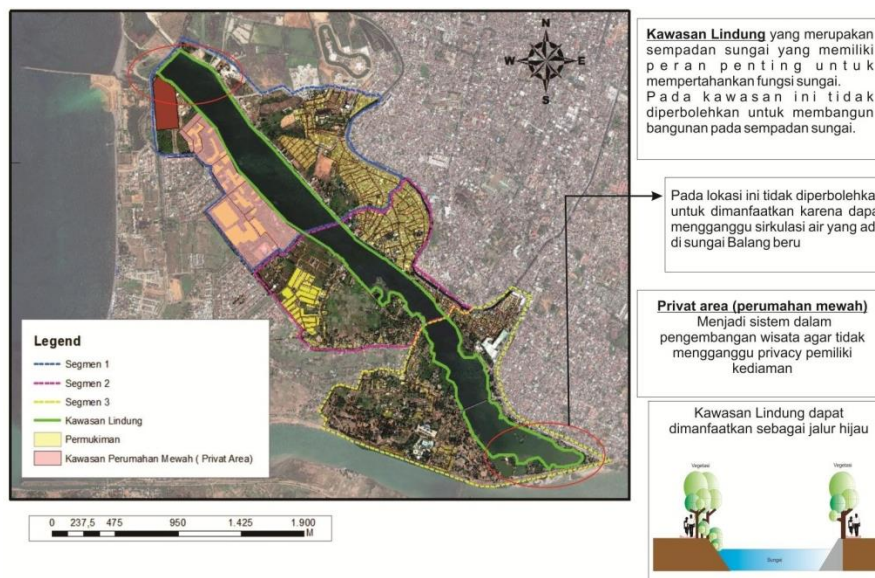 N
W E
S
Legend
Segmen 1
Segmen 2
Segmen 3
Kawasan Lindung
Permukiman
Kawasan Perumahan Mewah ( Privat Area)
0 237,5 475 950 1.425 1.900
M
Kawasan Lindung yang merupakan
sempadan sungai yang memiliki
peran penting untuk
mempertahankan fungsi sungai.
Pada kawasan ini tidak
diperbolehkan untuk membangun
bangunan pada sempadan sungai.
Pada lokasi ini tidak diperbolehka
untuk dimanfaatkan karena dapa
mengganggu sirkulasi air yang ad
di sungai Balang beru
Privat area (perumahan mewah)
Menjadi sistem dalam
pengembangan wisata agar tidak
mengganggu privacy pemiliki
kediaman
Kawasan Lindung dapat
dimanfaatkan sebagai jalur hijau
Vegetasi Vegetasi
Sungai